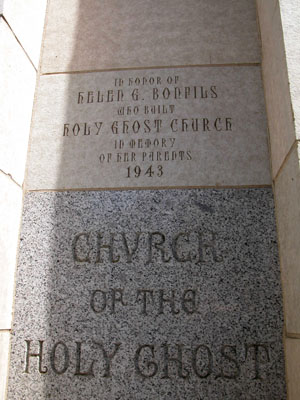 IN HONOR OF
HELEN G. BONFILS
WHO BUILT
HOLY GHOST CHURCH
IN MEMORY
OF HER PARENTS
1943
CHVRCH
OF THE
HOLY GHOST